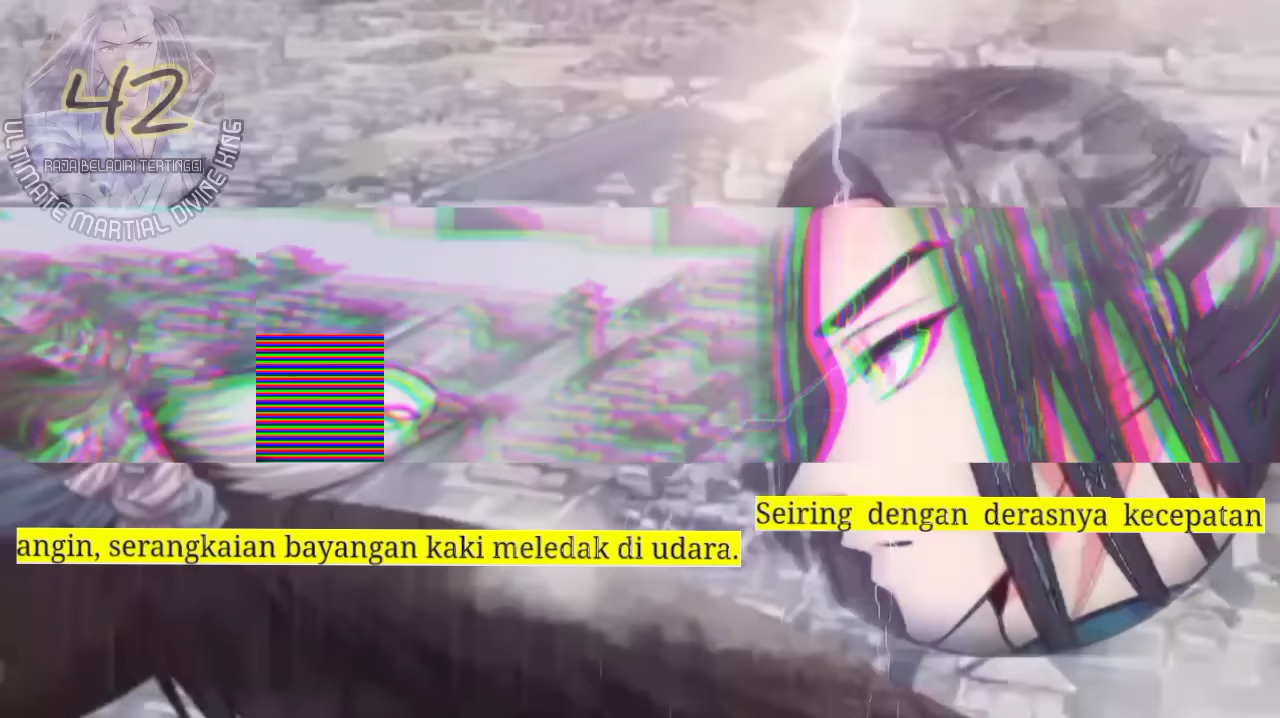 42
RAJA BELADIRI TERTINGGI
ULTIMATE MARTIAL DIVINE KING
Seiring dengan derasnya kecepatan
angin, serangkaian bayangan kaki meledak di udara.